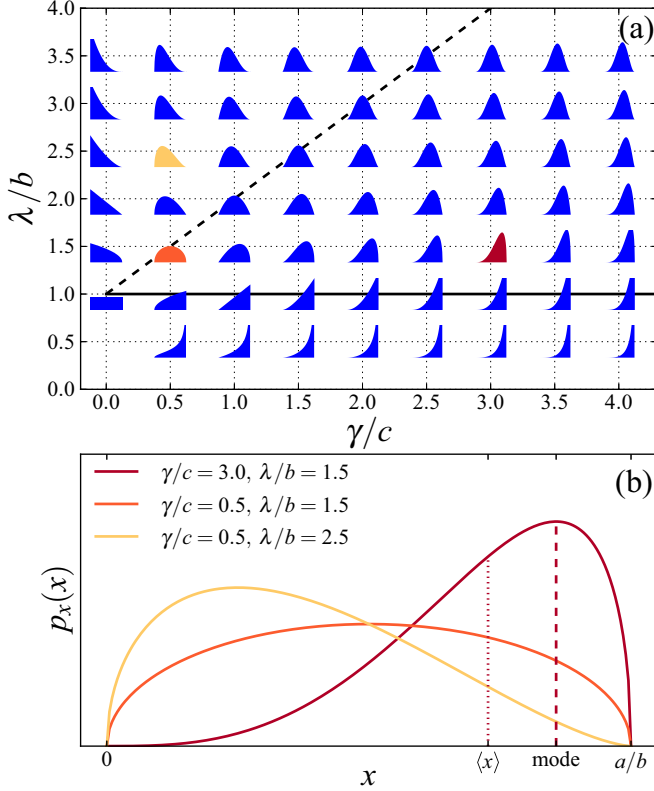 (a)
4.0
3.5
3.0
2.5
2.0
1.5
1.0
0.5
0.0
λ/b
0.0 0.5 1.0 1.5 2.0 2.5 3.0 3.5 4.0
γ/c
(b)
γ/c = 3.0, λ/b = 1.5
γ/c = 0.5, λ/b = 1.5
γ/c = 0.5, λ/b = 2.5
pₓ(x)
0 ⟨x⟩ mode a/b
x